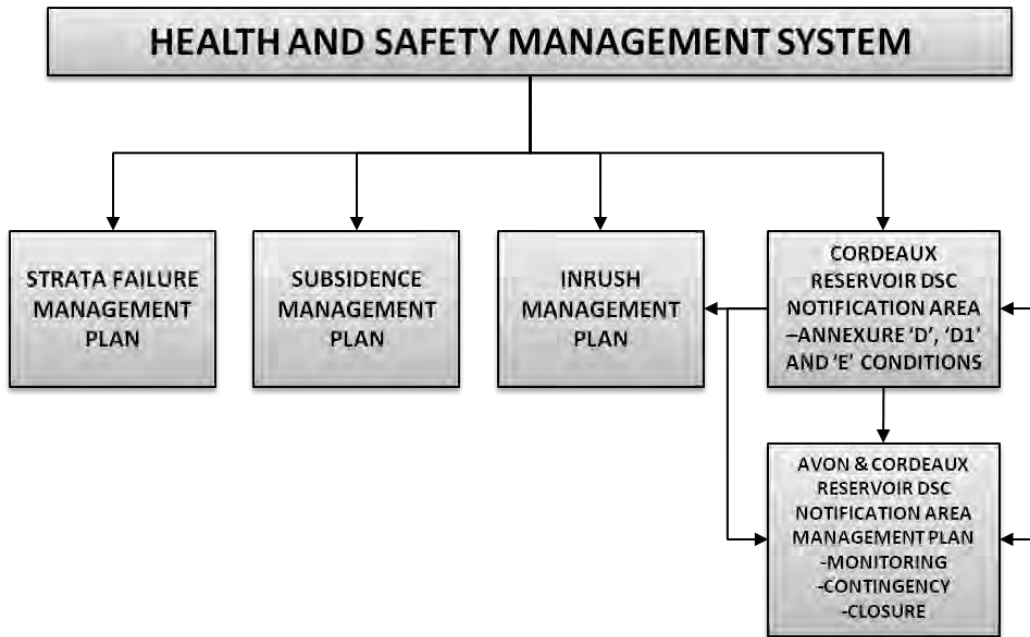 HEALTH AND SAFETY MANAGEMENT SYSTEM
STRATA FAILURE
MANAGEMENT
PLAN
SUBSIDENCE
MANAGEMENT
PLAN
INRUSH
MANAGEMENT
PLAN
CORDEAUX
RESERVOIR DSC
NOTIFICATION AREA
–ANNEXURE ‘D’, ‘D1’
AND ‘E’ CONDITIONS
AVON & CORDEAUX
RESERVOIR DSC
NOTIFICATION AREA
MANAGEMENT PLAN
-MONITORING
-CONTINGENCY
-CLOSURE